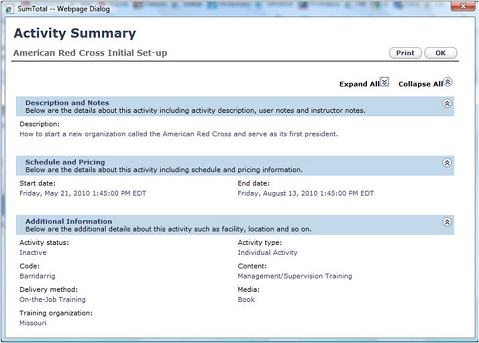 SumTotal -- Webpage Dialog
Activity Summary
American Red Cross Initial Set-up
Print
OK
Expand All
Collapse All
Description and Notes
Below are the details about this activity including activity description, user notes and instructor notes.
Description:
How to start a new organization called the American Red Cross and serve as its first president.
Schedule and Pricing
Below are the details about this activity including schedule and pricing information.
Start date: End date:
Friday, May 21, 2010 1:45:00 PM EDT Friday, August 13, 2010 1:45:00 PM EDT
Additional Information
Below are the additional details about this activity such as facility, location and so on.
Activity status: Activity type:
Inactive Individual Activity
Code: Content:
Barndarrig Management/Supervision Training
Delivery method: Media:
On-the-Job Training Book
Training organization:
Missouri